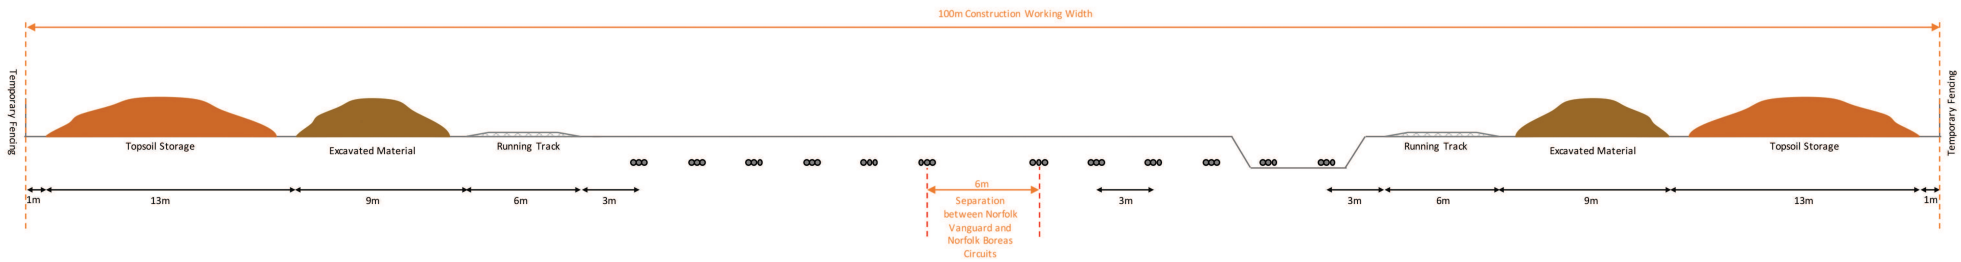 100m Construction Working Width
Temporary Fencing
Temporary Fencing
Topsoil Storage
Excavated Material
Running Track
Running Track
Excavated Material
Topsoil Storage
1m
13m
9m
6m
3m
6m
Separation
between Norfolk
Vanguard and
Norfolk Boreas
Circuits
3m
3m
6m
9m
13m
1m